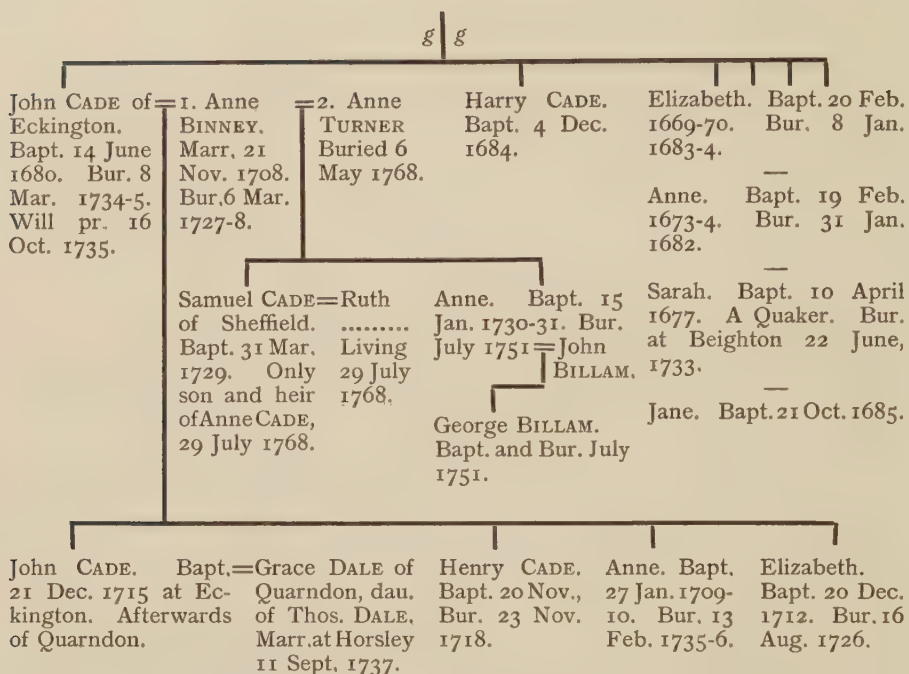 g g
John CADE of
Eckington.
Bapt. 14 June
1680. Bur. 8
Mar. 1734-5.
Will pr. 16
Oct. 1735.
=1. Anne
BINNEY.
Marr. 21
Nov. 1708.
Bur. 6 Mar.
1727-8.
=2. Anne
TURNER
Buried 6
May 1768.
Harry CADE.
Bapt. 4 Dec.
1684.
Elizabeth. Bapt. 20 Feb.
1669-70. Bur. 8 Jan.
1683-4.
—
Anne. Bapt. 19 Feb.
1673-4. Bur. 31 Jan.
1682.
—
Sarah. Bapt. 10 April
1677. A Quaker. Bur.
at Beighton 22 June,
1733.
—
Jane. Bapt. 21 Oct. 1685.
Samuel CADE
of Sheffield.
Bapt. 31 Mar.
1729. Only
son and heir
of Anne CADE,
29 July 1768.
=Ruth
.........
Living
29 July
1768.
Anne. Bapt. 15
Jan. 1730-31. Bur.
July 1751=John
BILLAM.
George BILLAM.
Bapt. and Bur. July
1751.
John CADE. Bapt.
21 Dec. 1715 at Ec-
kington. Afterwards
of Quarndon.
=Grace DALE of
Quarndon, dau.
of Thos. DALE.
Marr. at Horsley
11 Sept. 1737.
Henry CADE.
Bapt. 20 Nov.,
Bur. 23 Nov.
1718.
Anne. Bapt.
27 Jan. 1709-
10. Bur. 13
Feb. 1735-6.
Elizabeth.
Bapt. 20 Dec.
1712. Bur. 16
Aug. 1726.